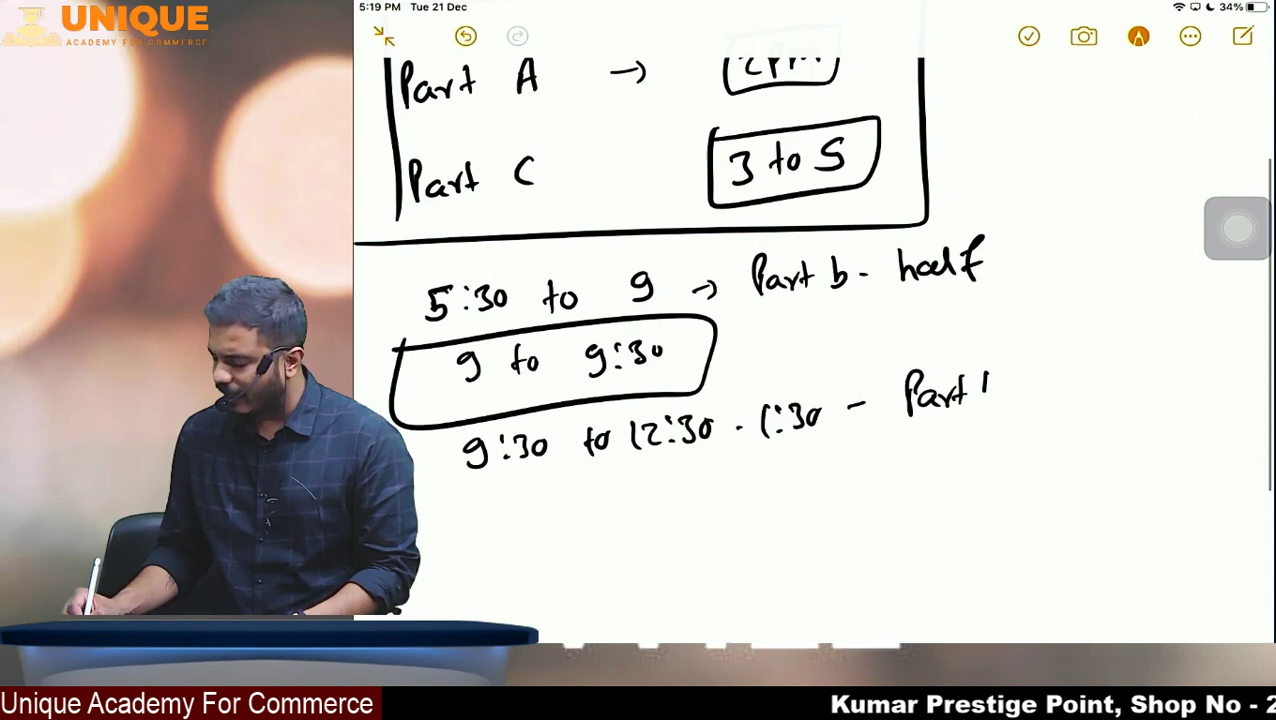 UNIQUE
ACADEMY FOR COMMERCE
5:19 PM Tue 21 Dec
34%
Part A → 2pm
Part C 3 to 5
5:30 to 9 → Part b - half
9 to 9:30
9:30 to 12:30 - 1:30 - Part
Unique Academy For Commerce
Kumar Prestige Point, Shop No - 2